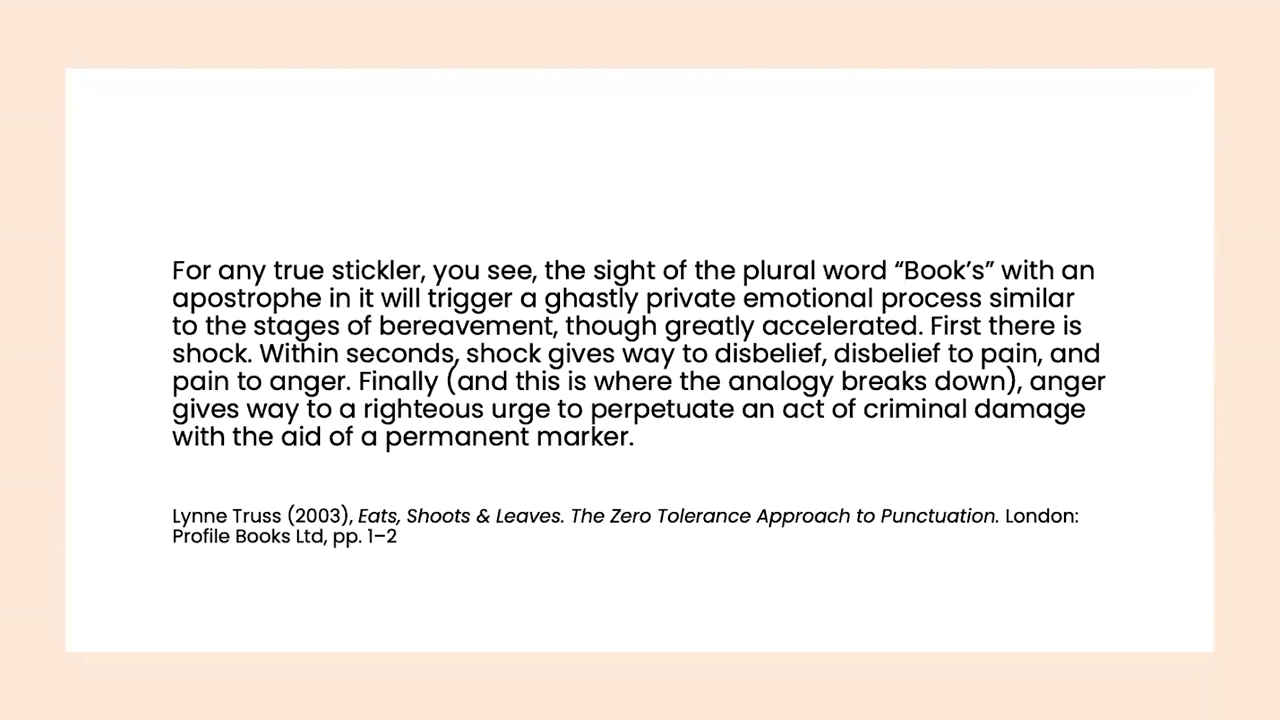 For any true stickler, you see, the sight of the plural word “Book’s” with an
apostrophe in it will trigger a ghastly private emotional process similar
to the stages of bereavement, though greatly accelerated. First there is
shock. Within seconds, shock gives way to disbelief, disbelief to pain, and
pain to anger. Finally (and this is where the analogy breaks down), anger
gives way to a righteous urge to perpetuate an act of criminal damage
with the aid of a permanent marker.
Lynne Truss (2003), Eats, Shoots & Leaves. The Zero Tolerance Approach to Punctuation. London:
Profile Books Ltd, pp. 1–2